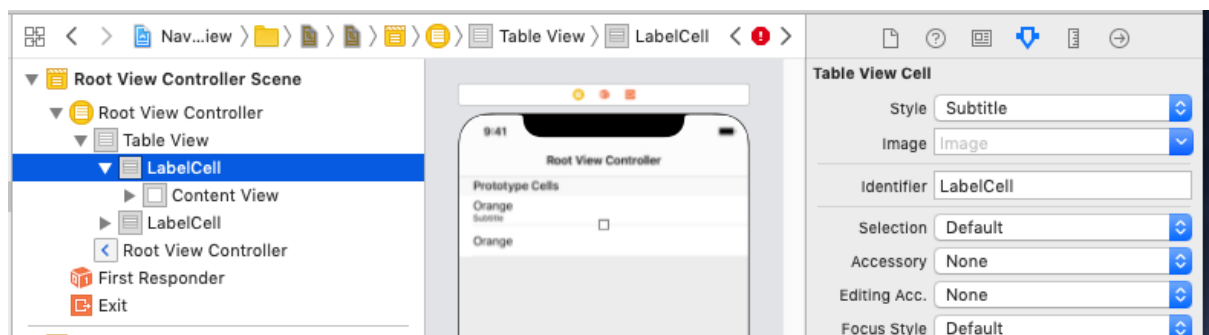 Nav...iew
Table View
LabelCell
Root View Controller Scene
Root View Controller
Table View
LabelCell
Content View
LabelCell
Root View Controller
First Responder
Exit
9:41
Root View Controller
Prototype Cells
Orange
Subtitle
Orange
Table View Cell
Style Subtitle
Image Image
Identifier LabelCell
Selection Default
Accessory None
Editing Acc. None
Focus Style Default